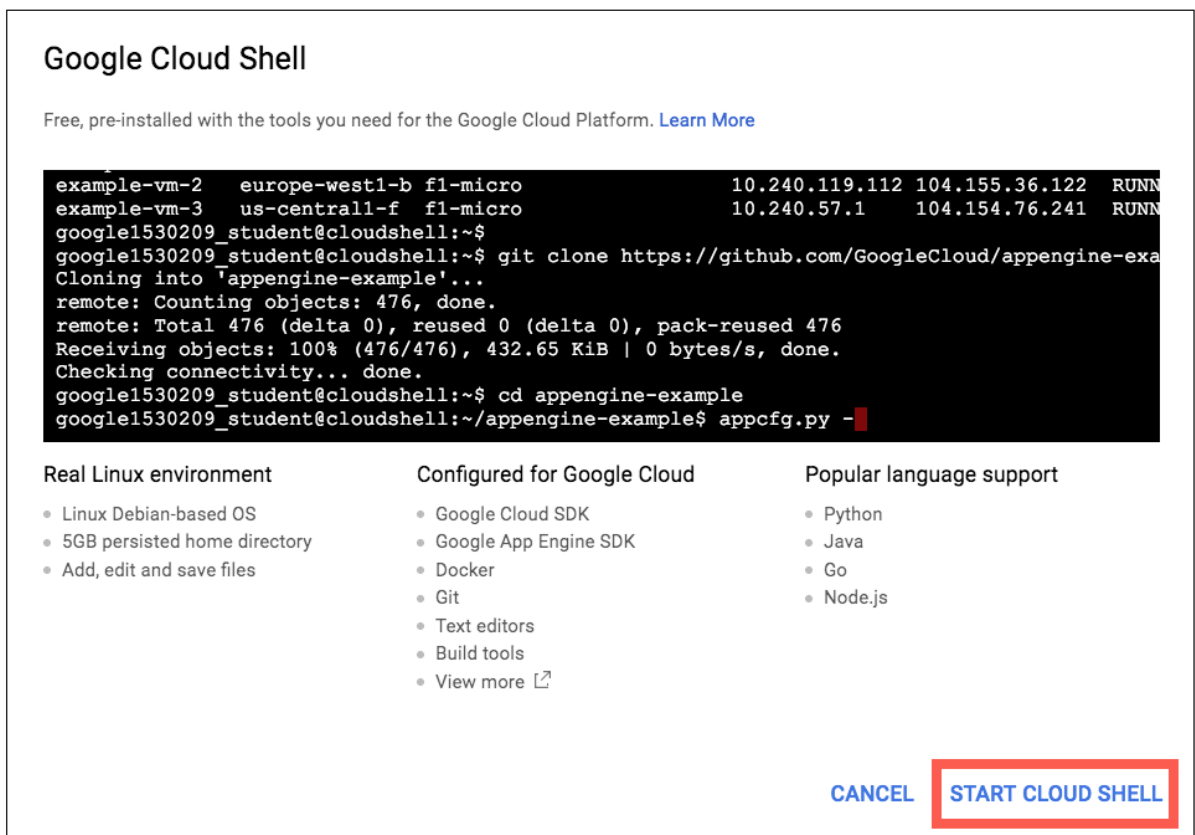 Google Cloud Shell
Free, pre-installed with the tools you need for the Google Cloud Platform. Learn More
example-vm-2 europe-west1-b f1-micro 10.240.119.112 104.155.36.122 RUNN
example-vm-3 us-central1-f f1-micro 10.240.57.1 104.154.76.241 RUNN
google1530209_student@cloudshell:~$
google1530209_student@cloudshell:~$ git clone https://github.com/GoogleCloud/appengine-exa
Cloning into 'appengine-example'...
remote: Counting objects: 476, done.
remote: Total 476 (delta 0), reused 0 (delta 0), pack-reused 476
Receiving objects: 100% (476/476), 432.65 KiB | 0 bytes/s, done.
Checking connectivity... done.
google1530209_student@cloudshell:~$ cd appengine-example
google1530209_student@cloudshell:~/appengine-example$ appcfg.py -
Real Linux environment
Linux Debian-based OS
5GB persisted home directory
Add, edit and save files
Configured for Google Cloud
Google Cloud SDK
Google App Engine SDK
Docker
Git
Text editors
Build tools
View more
Popular language support
Python
Java
Go
Node.js
CANCEL
START CLOUD SHELL